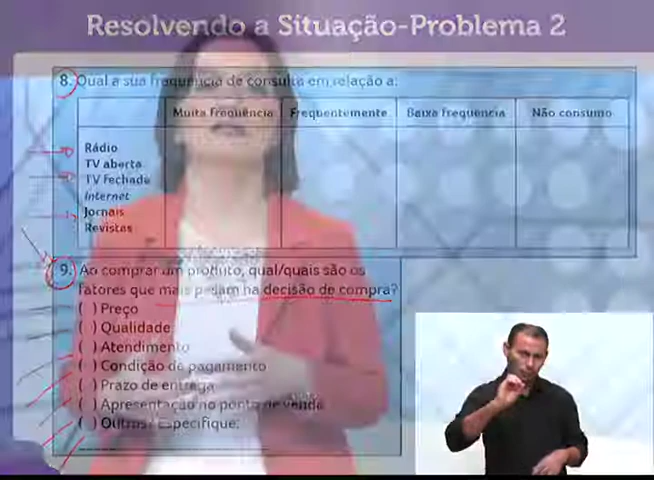 Resolvendo a Situação-Problema 2
8. Qual a sua frequência de consulta em relação a:
Muita Frequência Frequentemente Baixa Frequência Não consumo
Rádio
TV aberta
TV Fechada
Internet
Jornais
Revistas
9. Ao comprar um produto, qual/quais são os
fatores que mais pesam na decisão de compra?
( ) Preço
( ) Qualidade
( ) Atendimento
( ) Condição de pagamento
( ) Prazo de entrega
( ) Apresentação no ponto de venda
( ) Outros? Especifique: